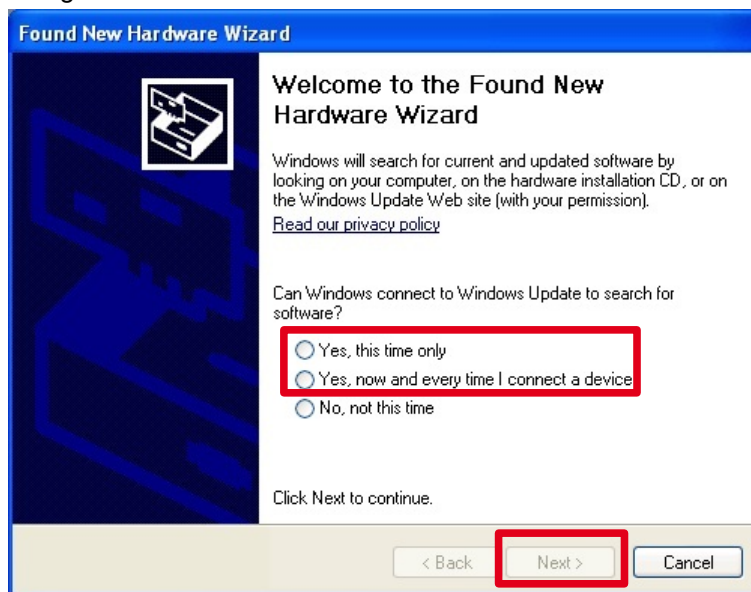 Found New Hardware Wizard
Welcome to the Found New
Hardware Wizard
Windows will search for current and updated software by
looking on your computer, on the hardware installation CD, or on
the Windows Update Web site (with your permission).
Read our privacy policy
Can Windows connect to Windows Update to search for
software?
Yes, this time only
Yes, now and every time I connect a device
No, not this time
Click Next to continue.
< Back
Next >
Cancel